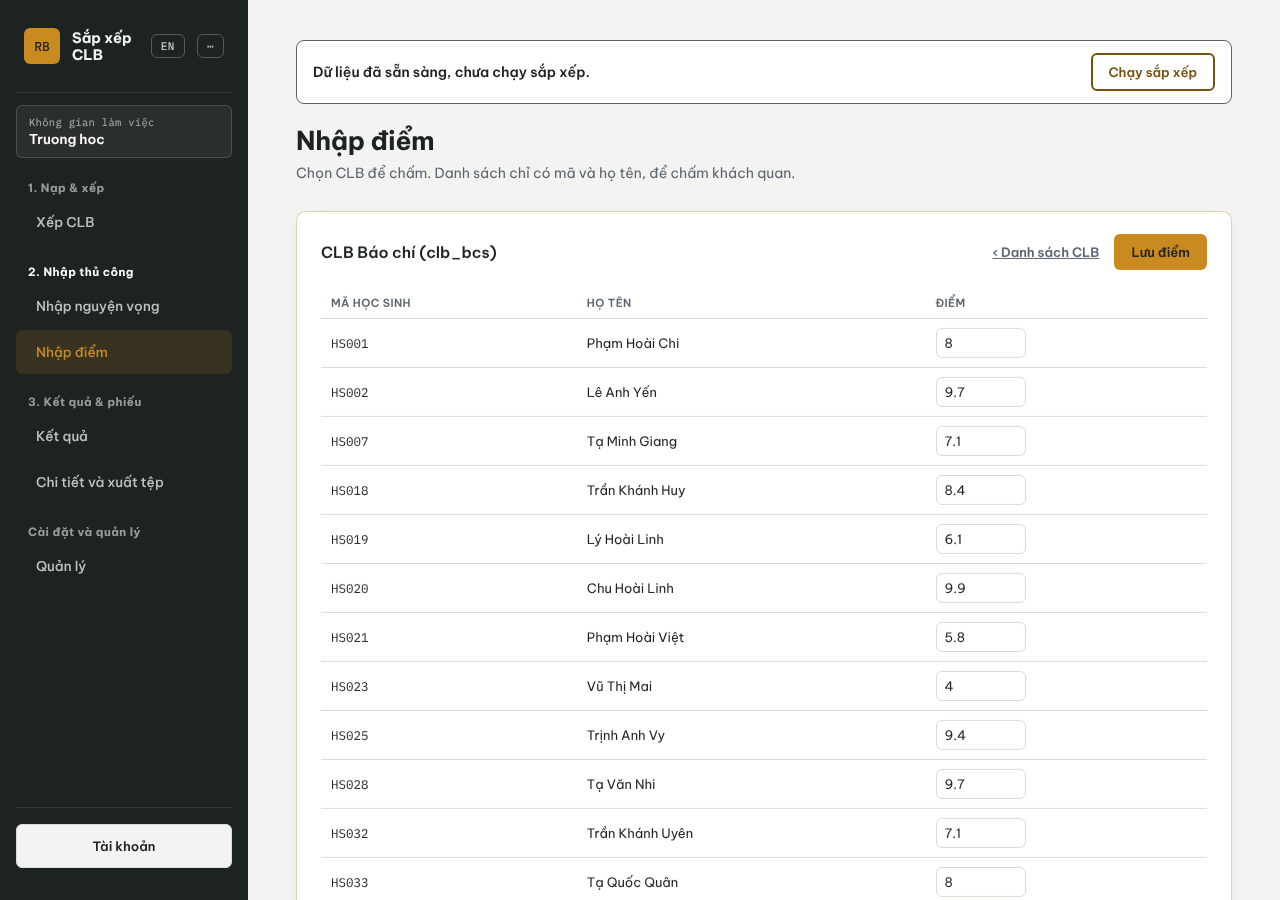 RB
Sắp xếp
CLB
EN
⋯
Không gian làm việc
Truong hoc
1. Nạp & xếp
Xếp CLB
2. Nhập thủ công
Nhập nguyện vọng
Nhập điểm
3. Kết quả & phiếu
Kết quả
Chi tiết và xuất tệp
Cài đặt và quản lý
Quản lý
Tài khoản
Dữ liệu đã sẵn sàng, chưa chạy sắp xếp.
Chạy sắp xếp
Nhập điểm
Chọn CLB để chấm. Danh sách chỉ có mã và họ tên, để chấm khách quan.
CLB Báo chí (clb_bcs)
‹ Danh sách CLB
Lưu điểm
MÃ HỌC SINH HỌ TÊN ĐIỂM
HS001 Phạm Hoài Chi 8
HS002 Lê Anh Yến 9.7
HS007 Tạ Minh Giang 7.1
HS018 Trần Khánh Huy 8.4
HS019 Lý Hoài Linh 6.1
HS020 Chu Hoài Linh 9.9
HS021 Phạm Hoài Việt 5.8
HS023 Vũ Thị Mai 4
HS025 Trịnh Anh Vy 9.4
HS028 Tạ Văn Nhi 9.7
HS032 Trần Khánh Uyên 7.1
HS033 Tạ Quốc Quân 8